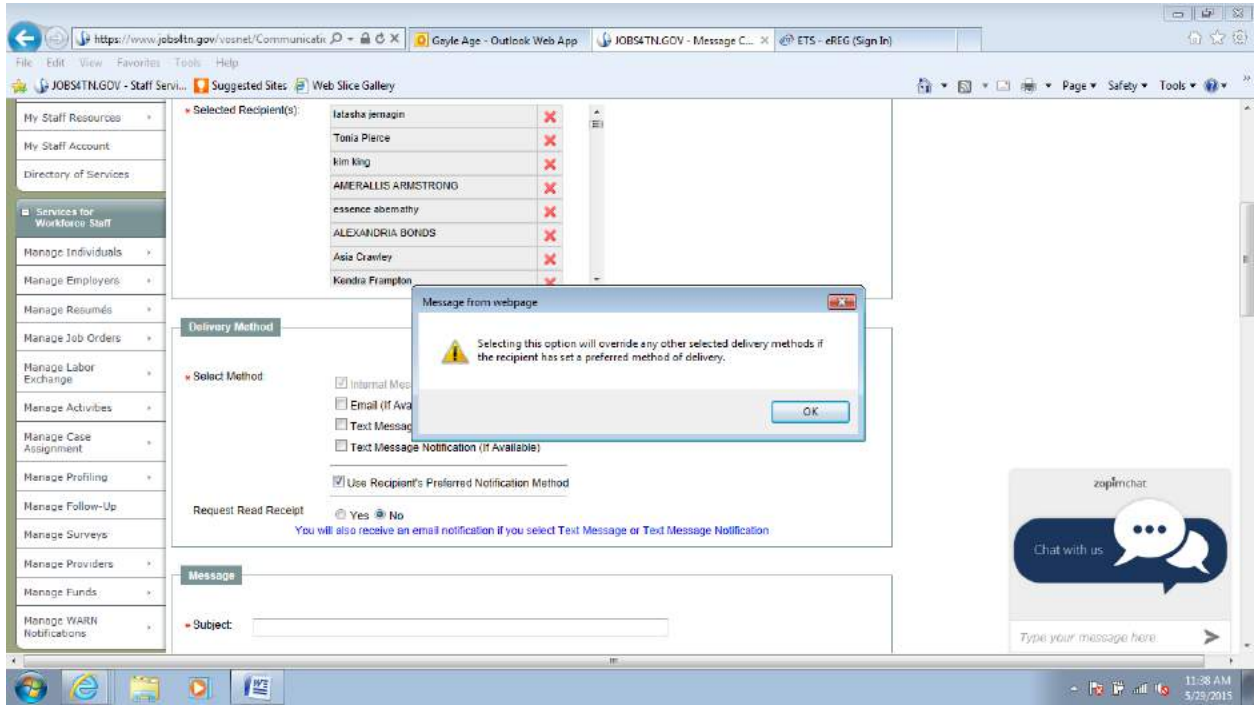 https://www.jobs4tn.gov/vosnet/Communicatic
Gayle Age - Outlook Web App
JOBS4TN.GOV - Message C...
ETS - eREG (Sign In)
File Edit View Favorites Tools Help
JOBS4TN.GOV - Staff Servi...
Suggested Sites
Web Slice Gallery
Page Safety Tools
My Staff Resources
My Staff Account
Directory of Services
Services for
Workforce Staff
Manage Individuals
Manage Employers
Manage Resumés
Manage Job Orders
Manage Labor
Exchange
Manage Activities
Manage Case
Assignment
Manage Profiling
Manage Follow-Up
Manage Surveys
Manage Providers
Manage Funds
Manage WARN
Notifications
Selected Recipient(s):
latasha jernagin
Tonia Pierce
kim king
AMERALLIS ARMSTRONG
essence abernathy
ALEXANDRIA BONDS
Asia Crawley
Kendra Frampton
Message from webpage
Selecting this option will override any other selected delivery methods if
the recipient has set a preferred method of delivery.
OK
Delivery Method
Select Method
Internal Mes
Email (If Ava
Text Messag
Text Message Notification (If Available)
Use Recipient's Preferred Notification Method
Request Read Receipt
Yes No
You will also receive an email notification if you select Text Message or Text Message Notification
Message
Subject:
zopimchat
Chat with us
Type your message here
11:38 AM
5/29/2015